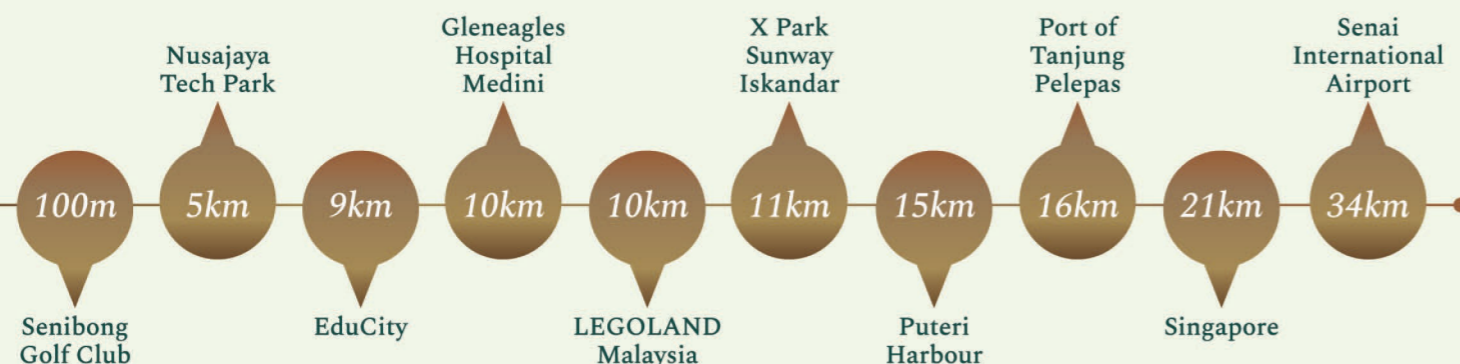 Gleneagles
Hospital
Medini
X Park
Sunway
Iskandar
Port of
Tanjung
Pelepas
Senai
International
Airport
Nusajaya
Tech Park
100m
5km
9km
10km
10km
11km
15km
16km
21km
34km
Senibong
Golf Club
EduCity
LEGOLAND
Malaysia
Puteri
Harbour
Singapore